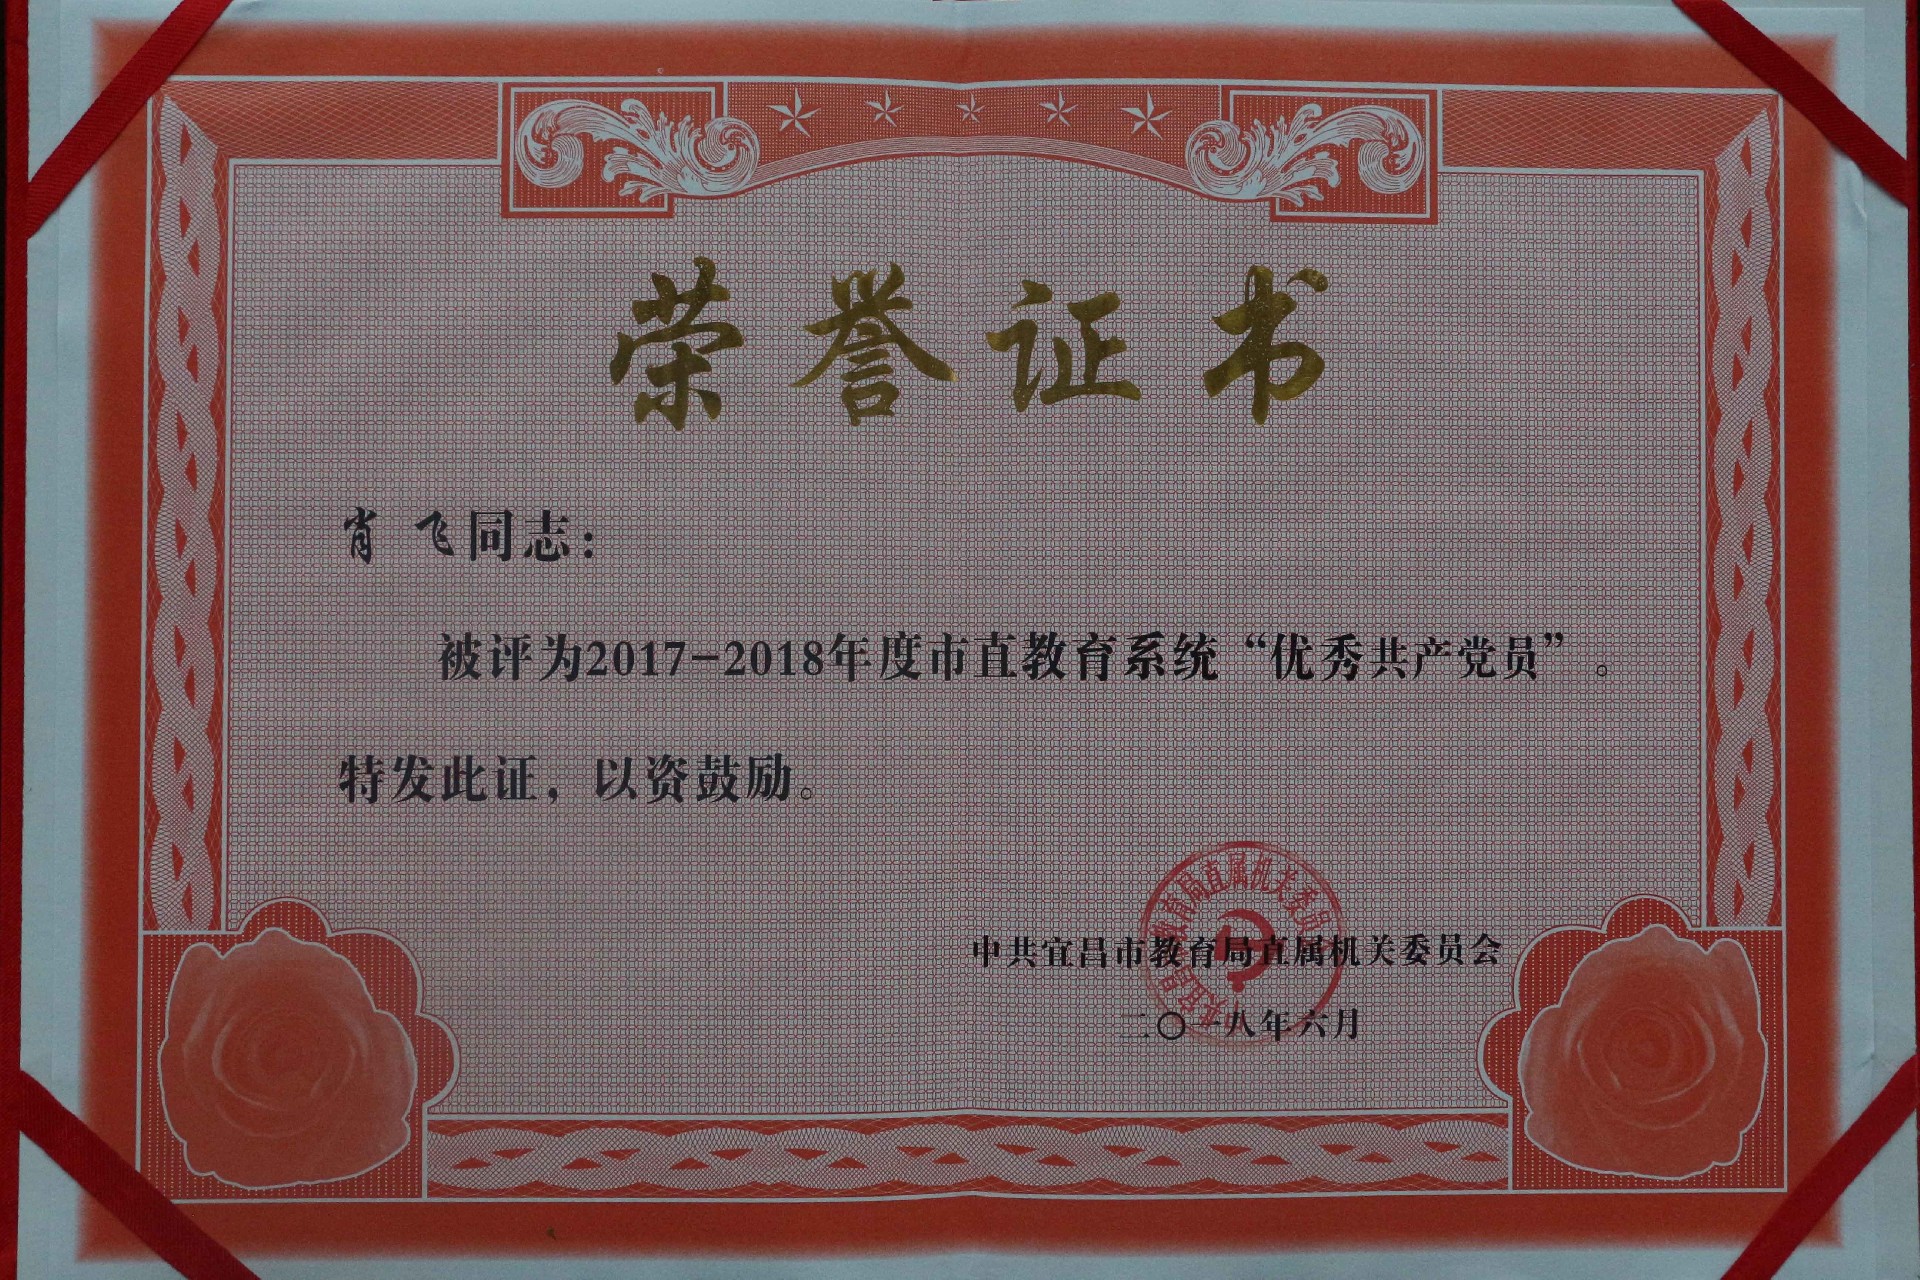 荣誉证书
肖 飞同志：
被评为2017-2018年度市直教育系统“优秀共产党员”。
特发此证，以资鼓励。
中共宜昌市教育局直属机关委员会
二〇一八年六月